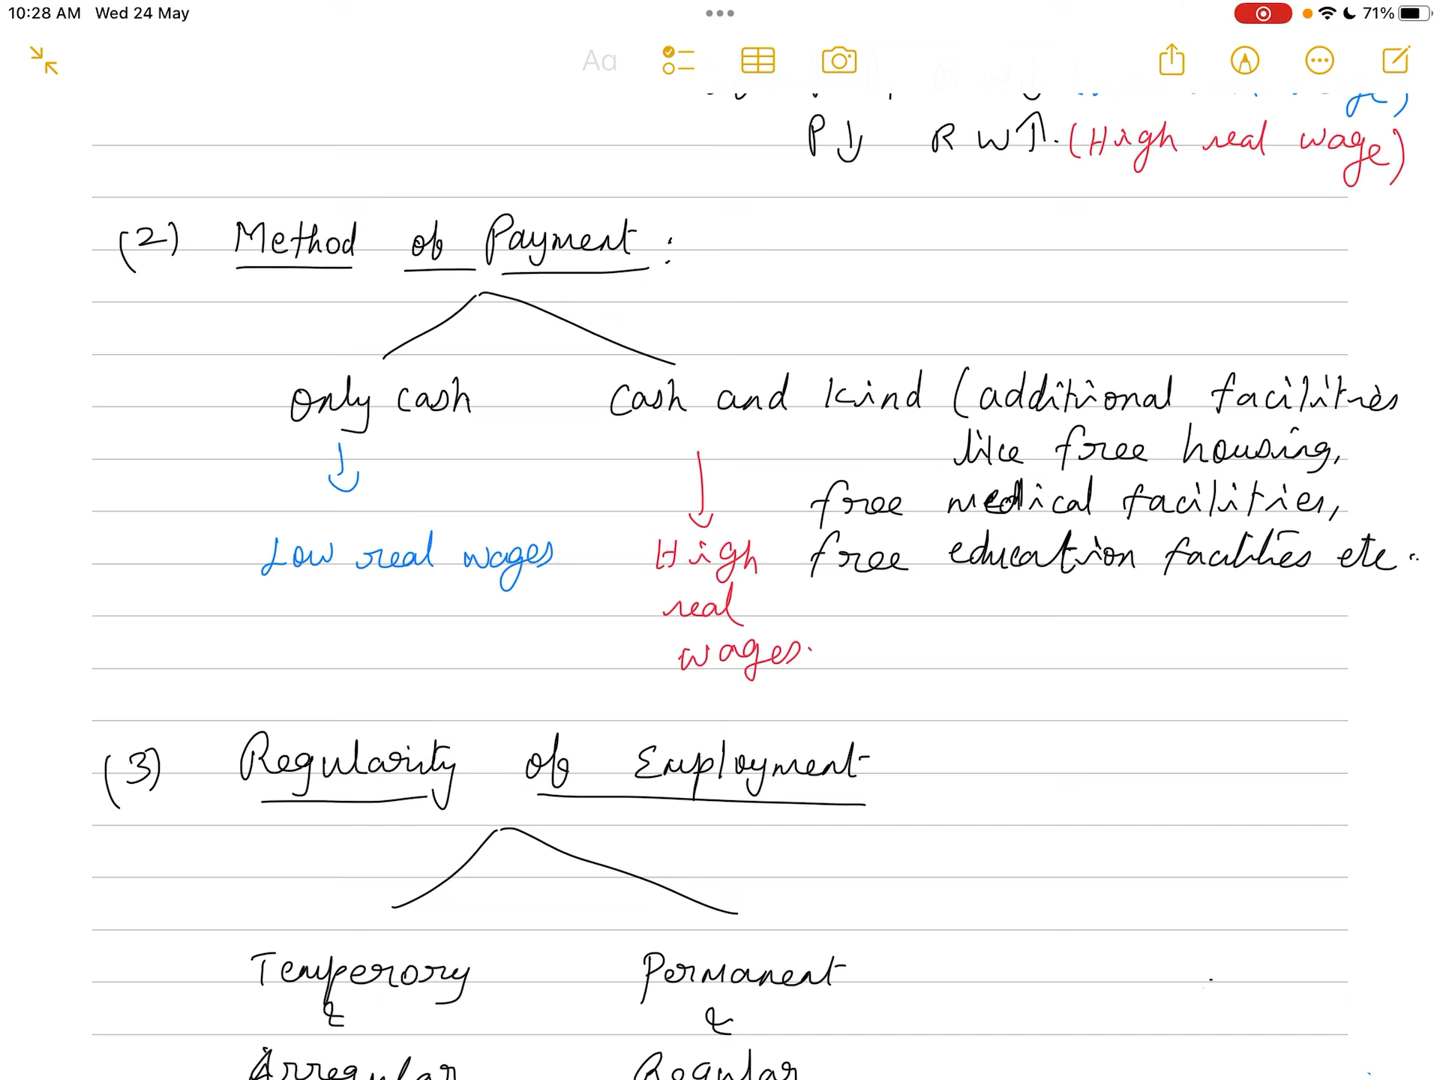 10:28 AM Wed 24 May
71%
Aa
P↓ R W↑. (High real wage)
(2) Method of Payment :
Only cash Cash and Kind (additional facilities
like free housing,
free medical facilities,
Low real wages High free education facilities etc.
real
wages.
(3) Regularity of Employment
Temperory Permanent
& &
Arregular Regular